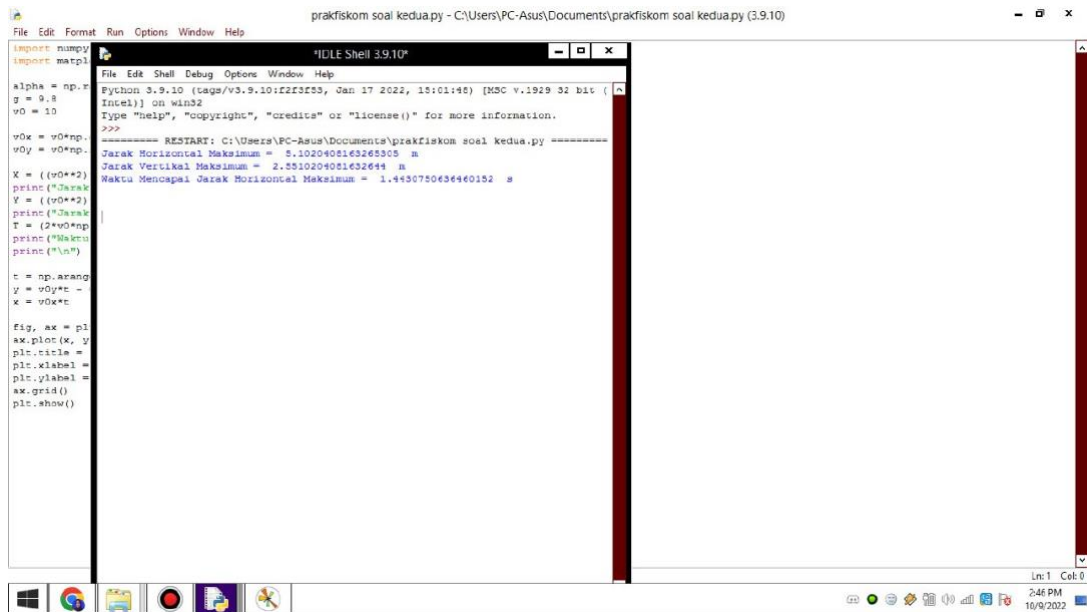 prakfiskom soal kedua.py - C:\Users\PC-Asus\Documents\prakfiskom soal kedua.py (3.9.10)
File Edit Format Run Options Window Help
import numpy
import matpl
alpha = np.r
g = 9.8
v0 = 10
v0x = v0*np.
v0y = v0*np.
X = ((v0**2)
print("Jarak
Y = ((v0**2)
print("Jarak
T = (2*v0*np
print("Waktu
print("\n")
t = np.arang
y = v0y*t -
x = v0x*t
fig, ax = pl
ax.plot(x, y
plt.title =
plt.xlabel =
plt.ylabel =
ax.grid()
plt.show()
*IDLE Shell 3.9.10*
File Edit Shell Debug Options Window Help
Python 3.9.10 (tags/v3.9.10:f2f3f53, Jan 17 2022, 15:01:48) [MSC v.1929 32 bit (
Intel)] on win32
Type "help", "copyright", "credits" or "license()" for more information.
>>>
========= RESTART: C:\Users\PC-Asus\Documents\prakfiskom soal kedua.py =========
Jarak Horizontal Maksimum = 5.1020408163265305 m
Jarak Vertikal Maksimum = 2.5510204081632644 m
Waktu Mencapai Jarak Horizontal Maksimum = 1.4430750636460152 s
Ln: 1 Col: 0
2:46 PM
10/9/2022